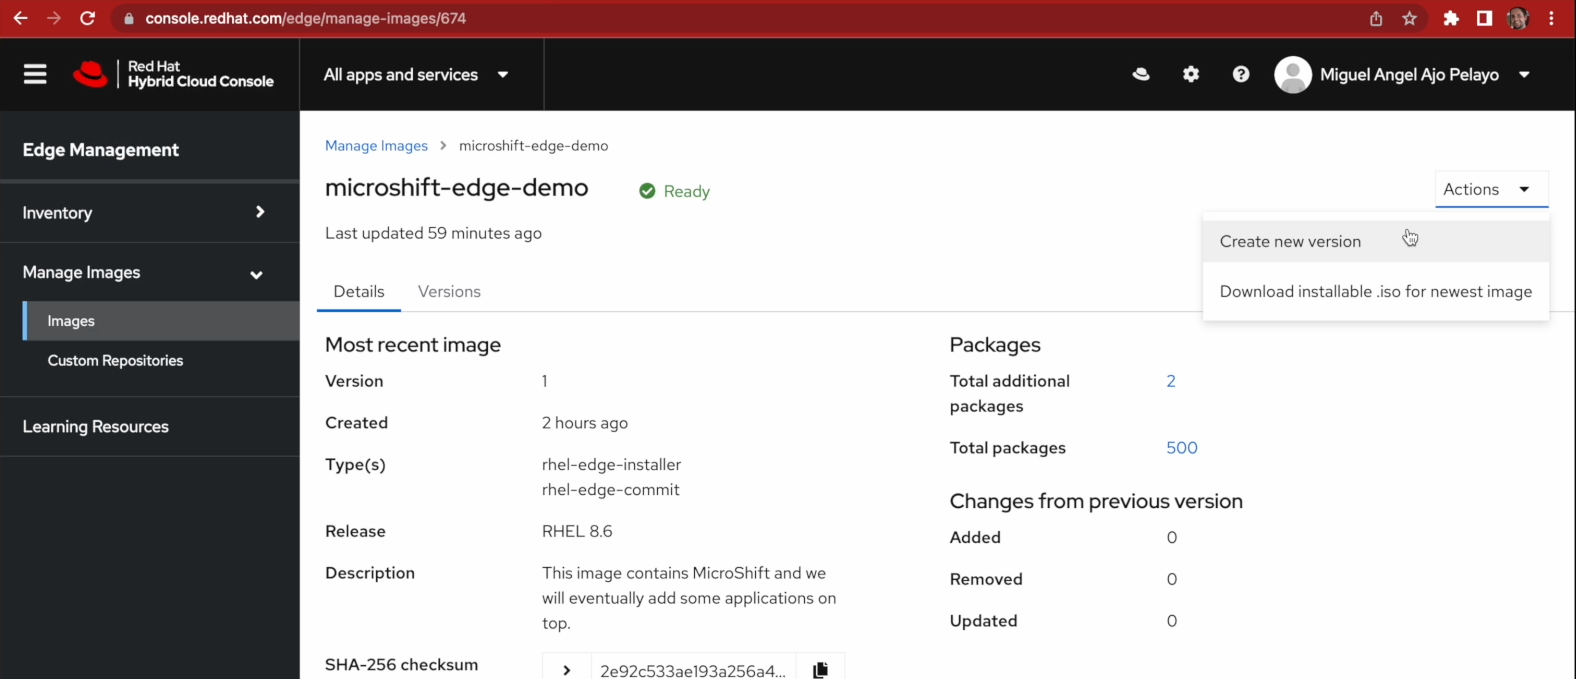 console.redhat.com/edge/manage-images/674
Red Hat
Hybrid Cloud Console
All apps and services
Miguel Angel Ajo Pelayo
Edge Management
Inventory
Manage Images
Images
Custom Repositories
Learning Resources
Manage Images > microshift-edge-demo
microshift-edge-demo
Ready
Last updated 59 minutes ago
Actions
Create new version
Download installable .iso for newest image
Details
Versions
Most recent image
Version
1
Created
2 hours ago
Type(s)
rhel-edge-installer
rhel-edge-commit
Release
RHEL 8.6
Description
This image contains MicroShift and we
will eventually add some applications on
top.
SHA-256 checksum
2e92c533ae193a256a4...
Packages
Total additional
packages
2
Total packages
500
Changes from previous version
Added
0
Removed
0
Updated
0